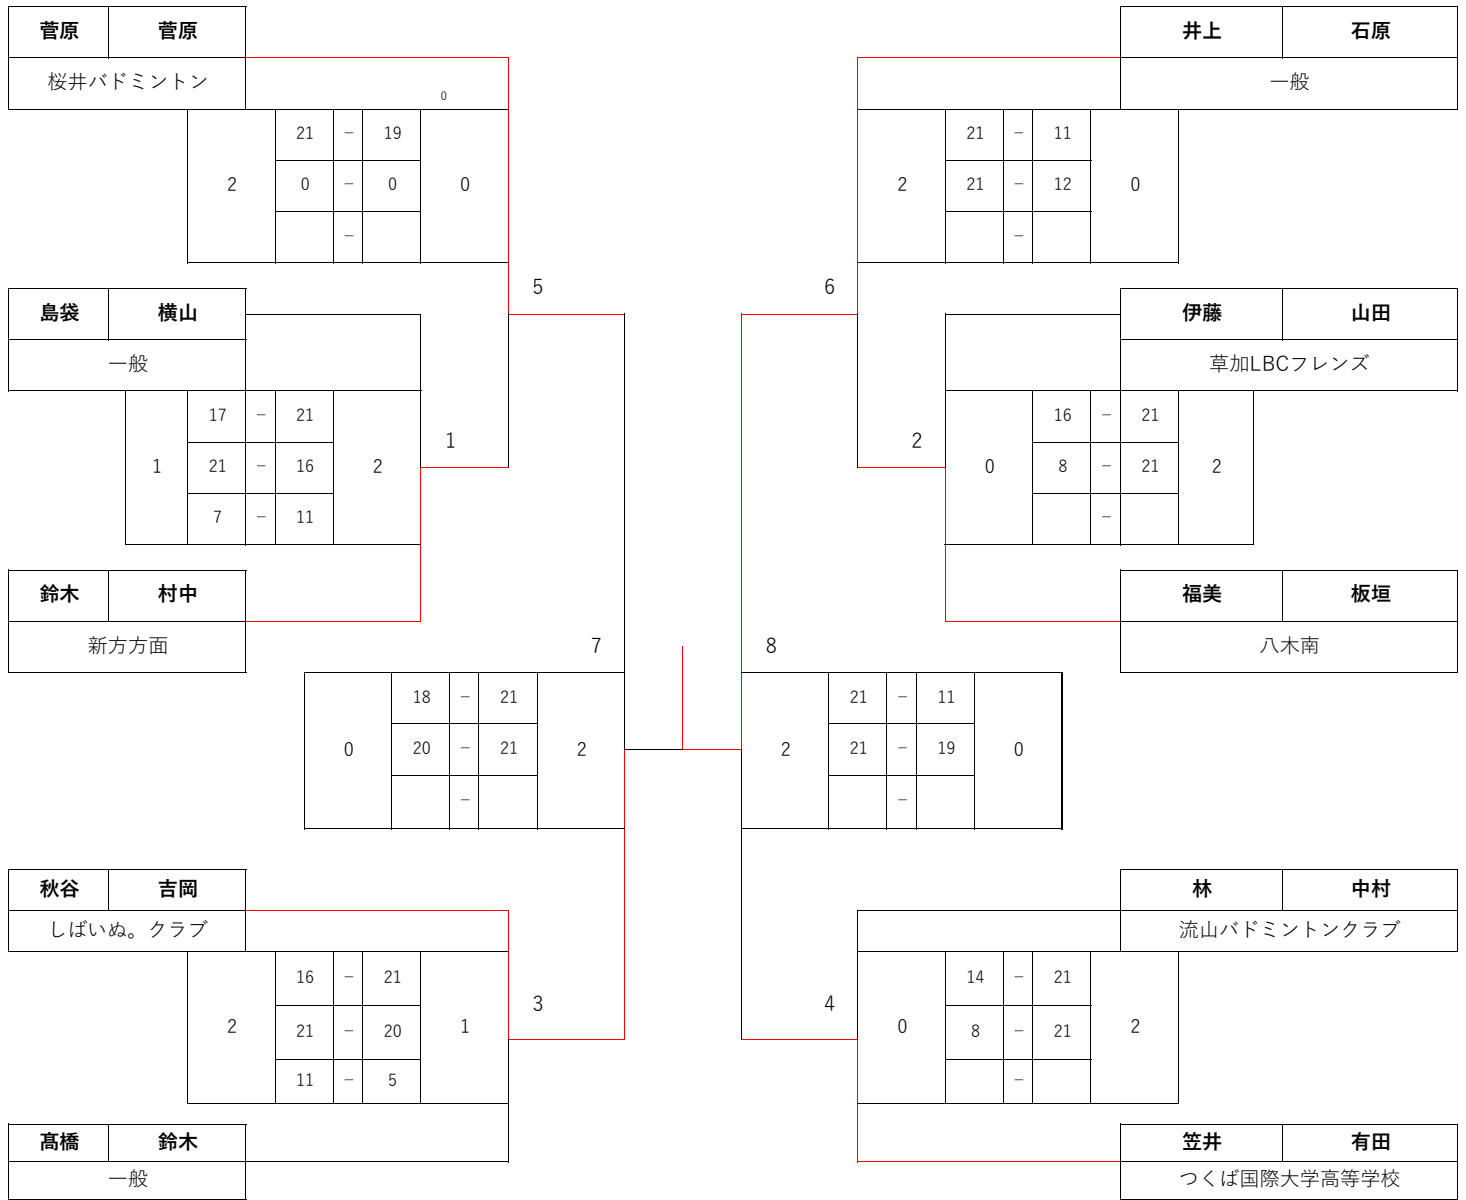 菅原 菅原
桜井バドミントン
0
21 − 19
2 0 − 0 0
−
5
島袋 横山
一般
17 − 21
1
1 21 − 16 2
7 − 11
鈴木 村中
新方方面
7
18 − 21
0 20 − 21 2
−
秋谷 吉岡
しばいぬ。クラブ
16 − 21
3
2 21 − 20 1
11 − 5
髙橋 鈴木
一般
井上 石原
一般
21 − 11
2 21 − 12 0
−
6
伊藤 山田
草加LBCフレンズ
16 − 21
2
0 8 − 21 2
−
福美 板垣
八木南
8
21 − 11
2 21 − 19 0
−
林 中村
流山バドミントンクラブ
14 − 21
4
0 8 − 21 2
−
笠井 有田
つくば国際大学高等学校